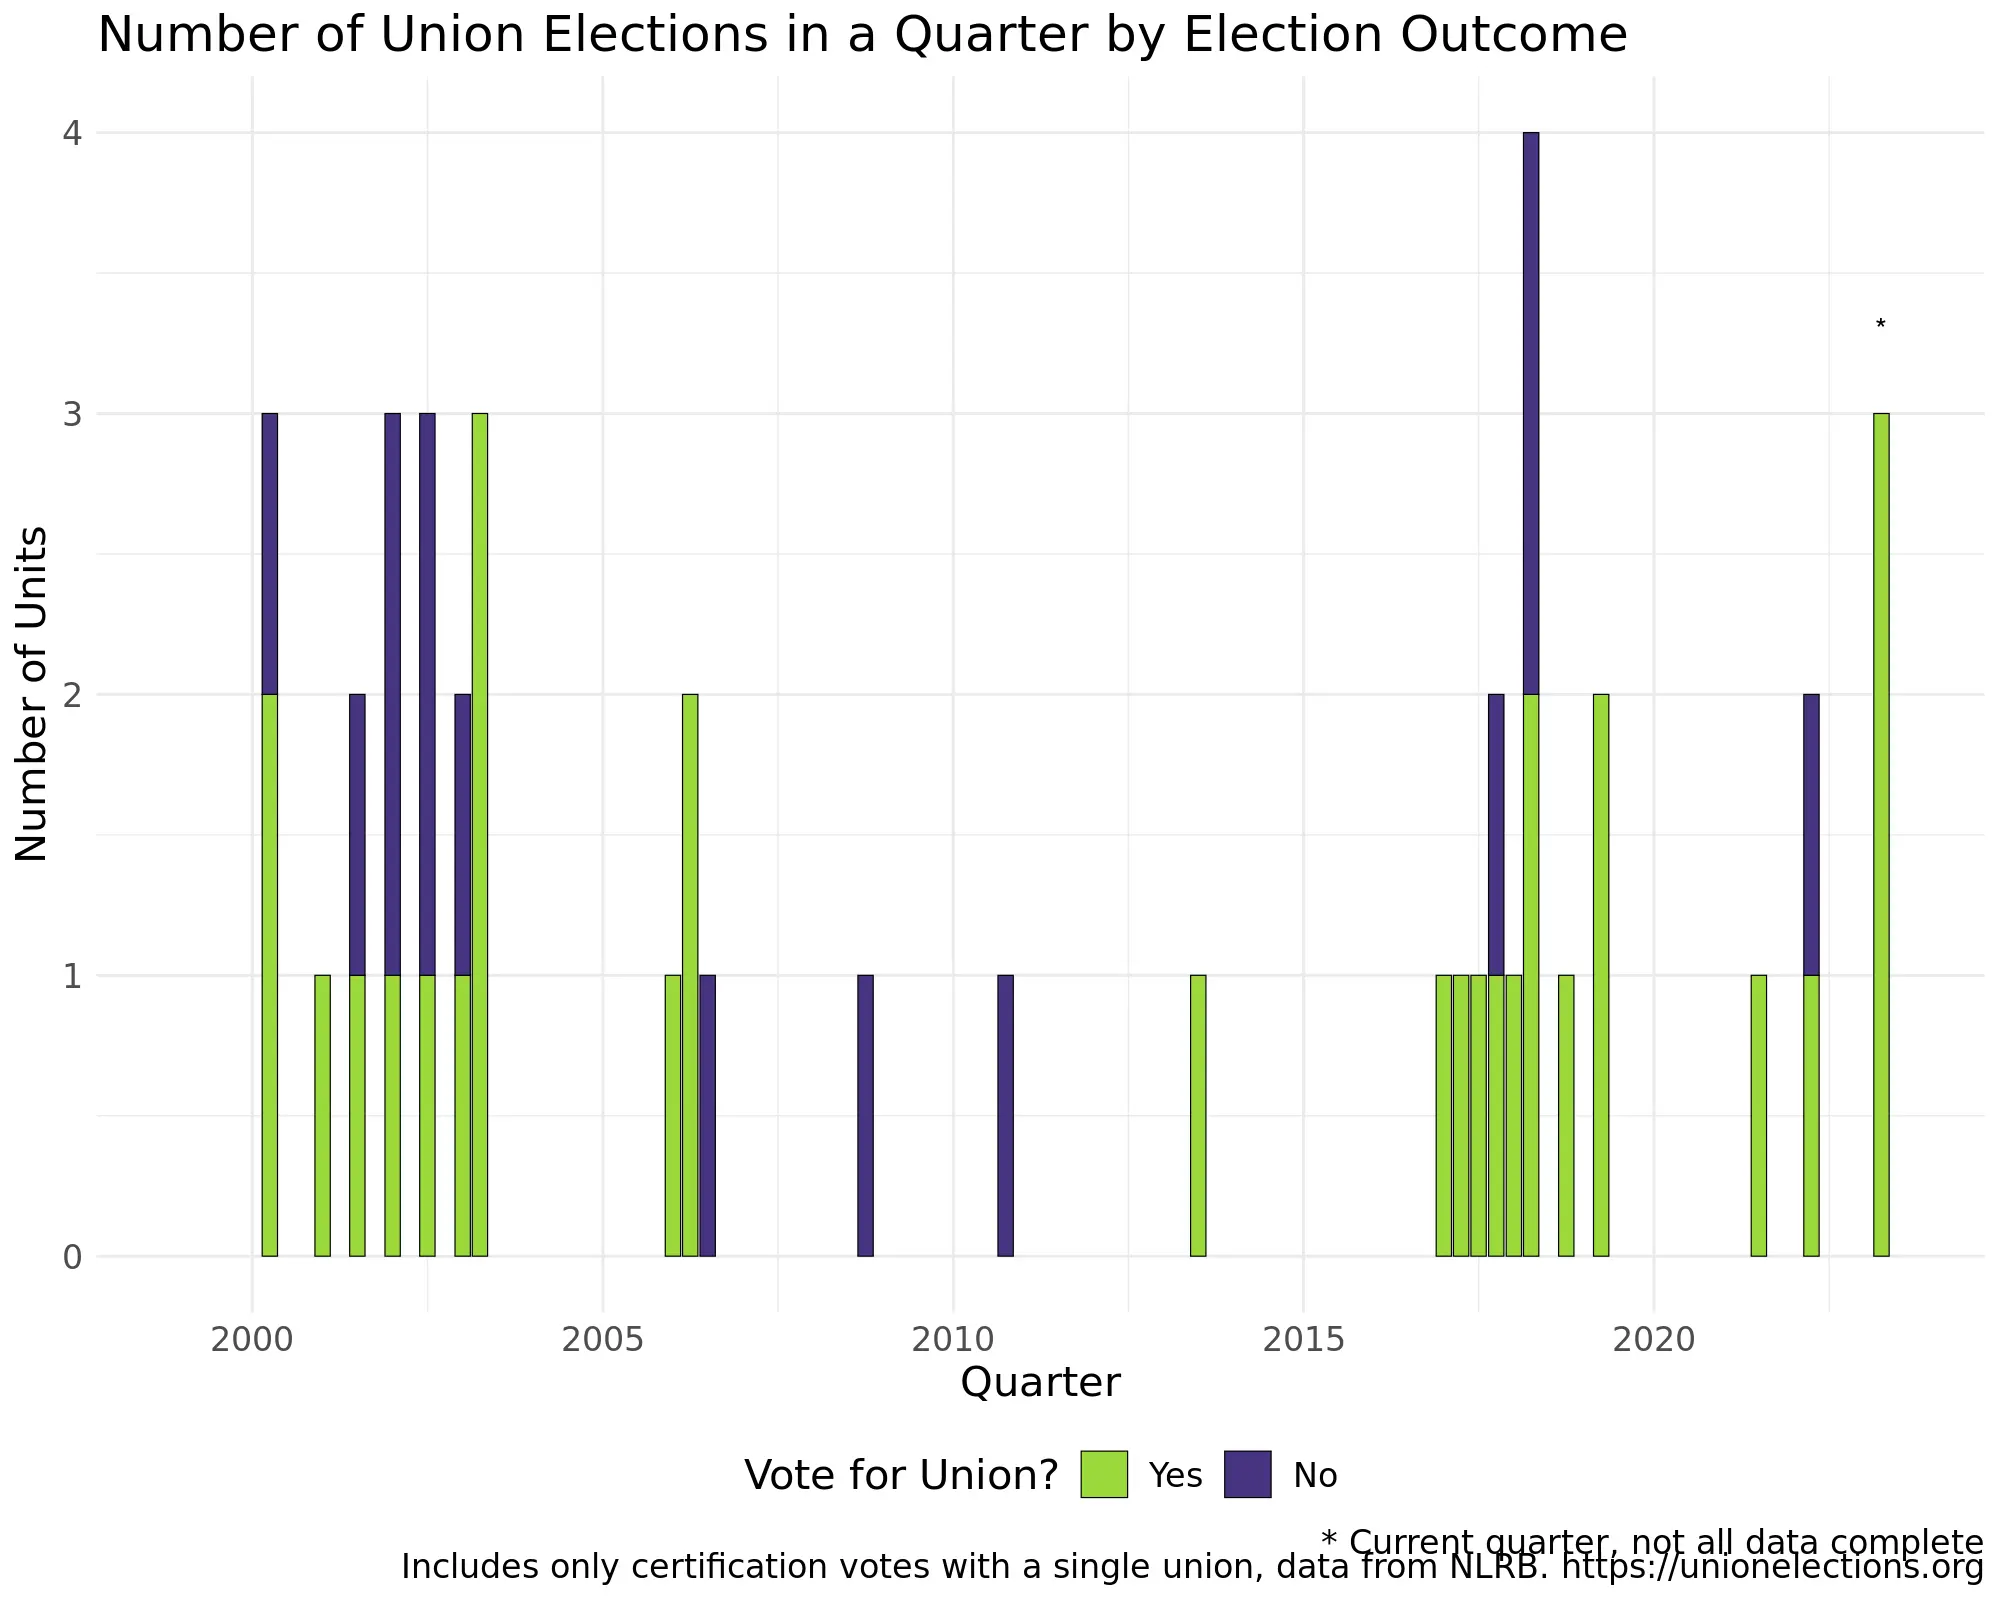 Number of Union Elections in a Quarter by Election Outcome
4
*
3
Number of Units
2
1
0
2000 2005 2010 2015 2020
Quarter
Vote for Union? Yes No
* Current quarter, not all data complete
Includes only certification votes with a single union, data from NLRB. https://unionelections.org